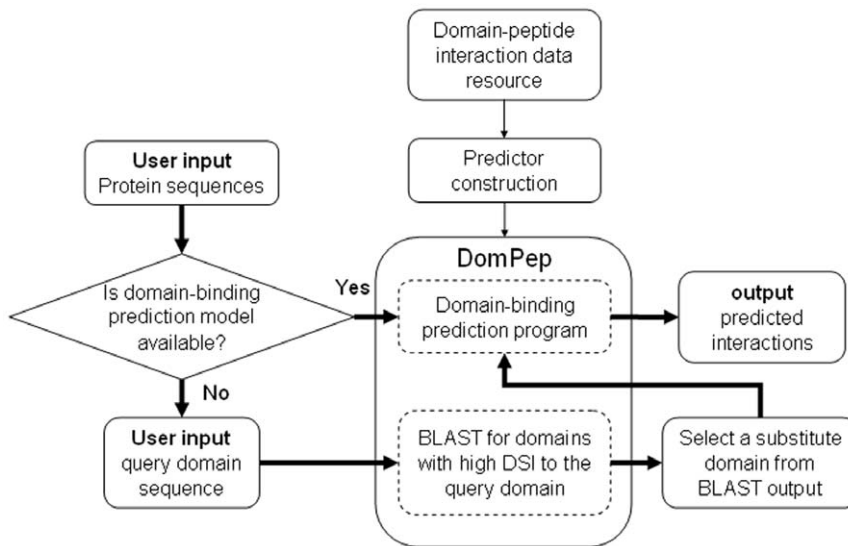 Domain-peptide
interaction data
resource
Predictor
construction
User input
Protein sequences
Is domain-binding
prediction model
available?
Yes
No
DomPep
Domain-binding
prediction program
output
predicted
interactions
User input
query domain
sequence
BLAST for domains
with high DSI to the
query domain
Select a substitute
domain from
BLAST output